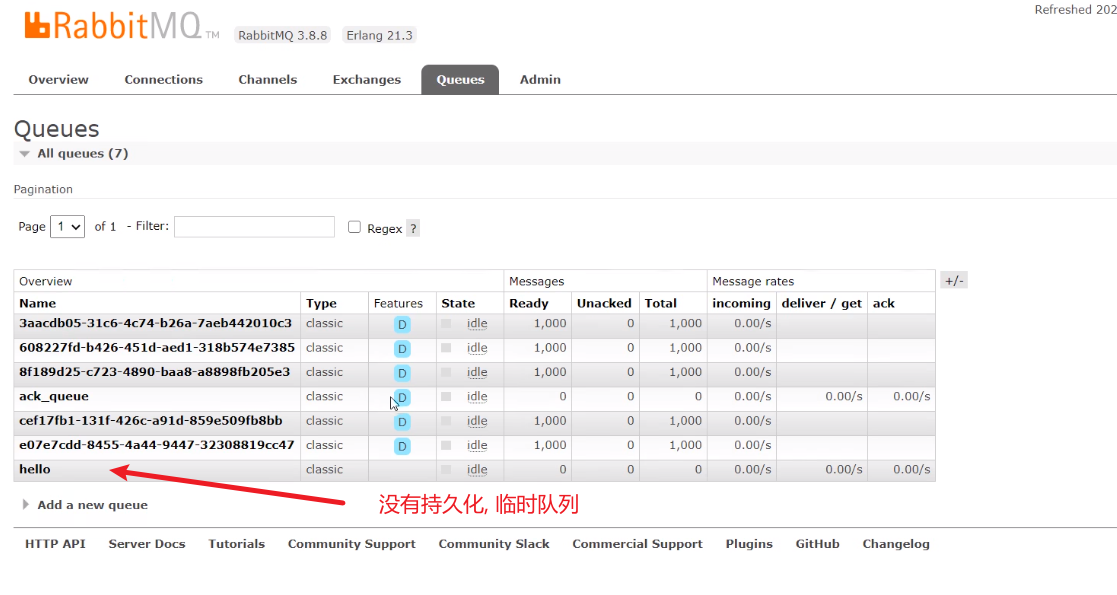 Refreshed 202
RabbitMQ TM RabbitMQ 3.8.8 Erlang 21.3
Overview Connections Channels Exchanges Queues Admin
Queues
All queues (7)
Pagination
Page 1 of 1 - Filter: Regex ?
Overview Messages Message rates +/-
Name Type Features State Ready Unacked Total incoming deliver / get ack
3aacdb05-31c6-4c74-b26a-7aeb442010c3 classic D idle 1,000 0 1,000 0.00/s
608227fd-b426-451d-aed1-318b574e7385 classic D idle 1,000 0 1,000 0.00/s
8f189d25-c723-4890-baa8-a8898fb205e3 classic D idle 1,000 0 1,000 0.00/s
ack_queue classic D idle 0 0 0 0.00/s 0.00/s 0.00/s
cef17fb1-131f-426c-a91d-859e509fb8bb classic D idle 1,000 0 1,000 0.00/s
e07e7cdd-8455-4a44-9447-32308819cc47 classic D idle 1,000 0 1,000 0.00/s
hello classic idle 0 0 0 0.00/s 0.00/s 0.00/s
没有持久化, 临时队列
Add a new queue
HTTP API Server Docs Tutorials Community Support Community Slack Commercial Support Plugins GitHub Changelog